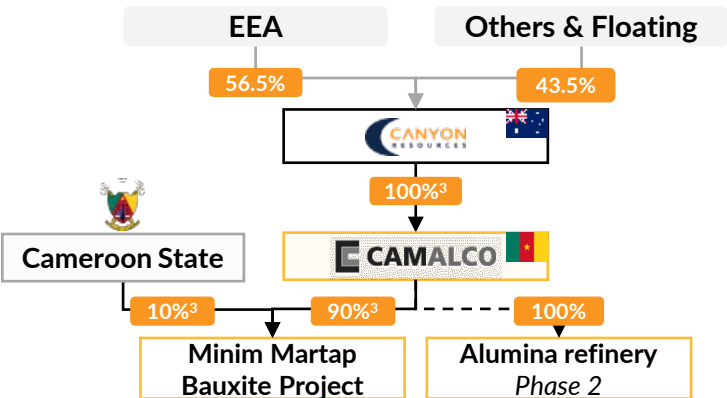 EEA
Others & Floating
56.5%
43.5%
CANYON
RESOURCES
100%³
Cameroon State
CAMALCO
10%³
90%³
100%
Minim Martap
Bauxite Project
Alumina refinery
Phase 2